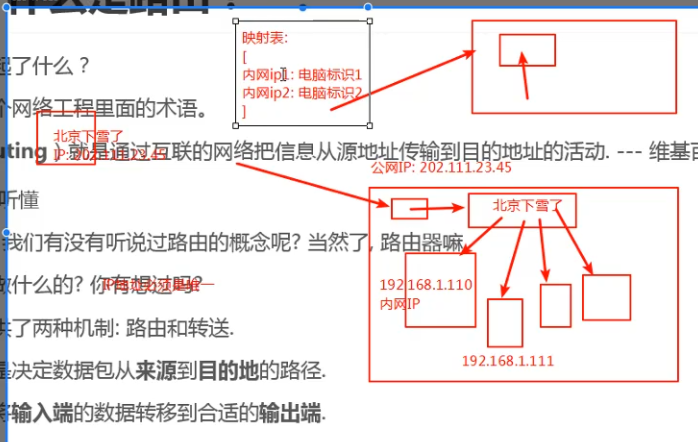 什么是路由?
起了什么?
映射表:
[
内网ip1: 电脑标识1
内网ip2: 电脑标识2
]
个网络工程里面的术语。
北京下雪了
IP: 202.111.23.45
uting ) 就是通过互联的网络把信息从源地址传输到目的地址的活动. --- 维基百
公网IP: 202.111.23.45
听懂
北京下雪了
我们有没有听说过路由的概念呢? 当然了, 路由器嘛.
做什么的? 你有想过吗?
192.168.1.110
内网IP
共了两种机制: 路由和转送.
192.168.1.111
是决定数据包从来源到目的地的路径.
将输入端的数据转移到合适的输出端.